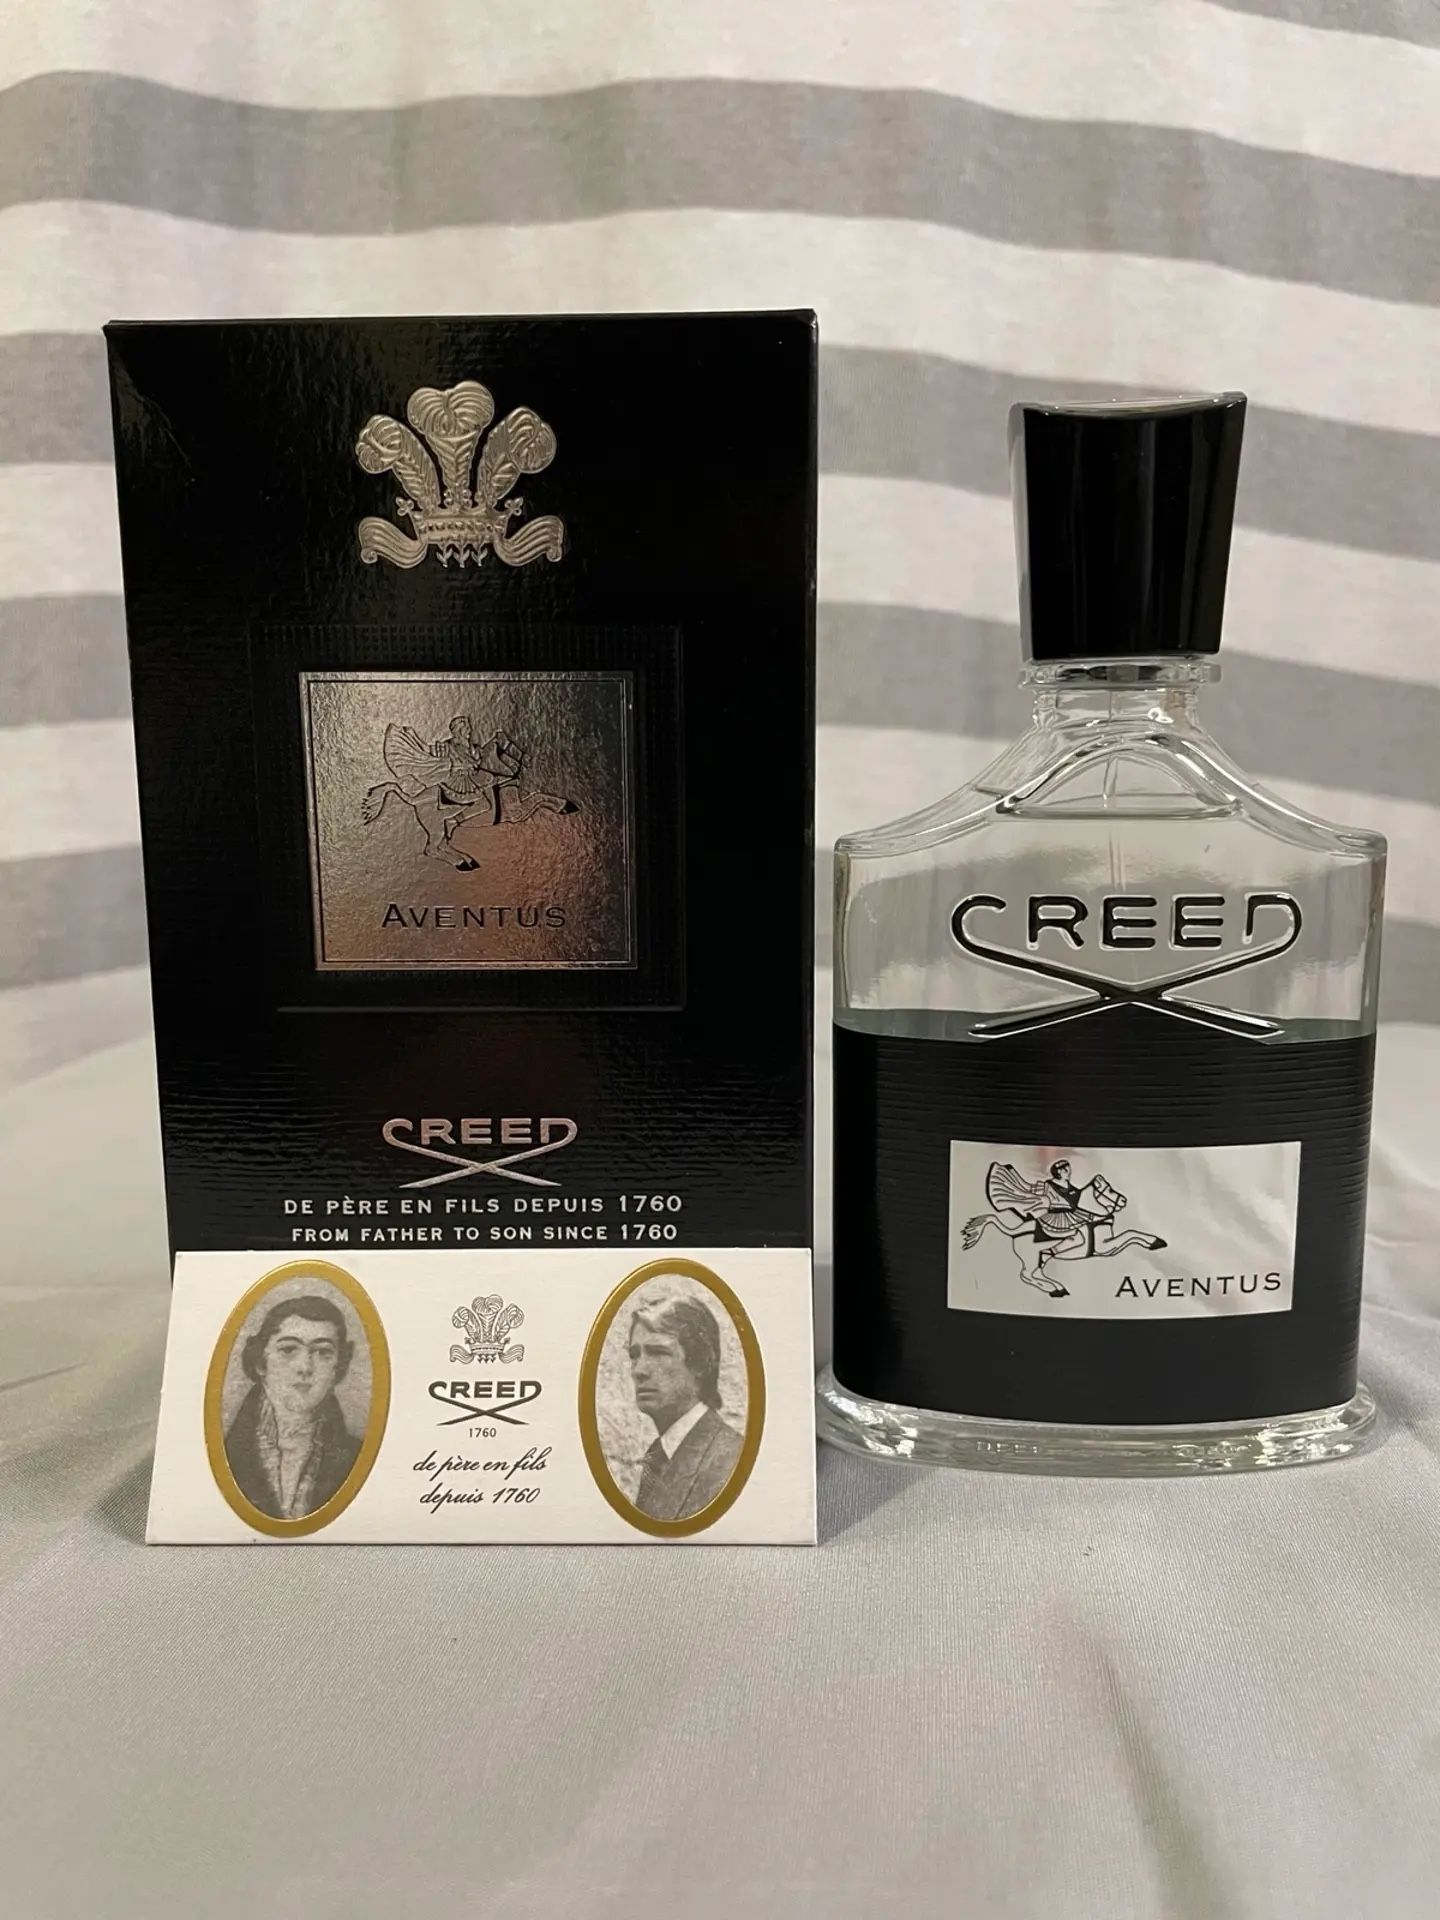 AVENTUS
CREED
DE PÈRE EN FILS DEPUIS 1760
FROM FATHER TO SON SINCE 1760
CREED
1760
de père en fils
depuis 1760
CREED
AVENTUS